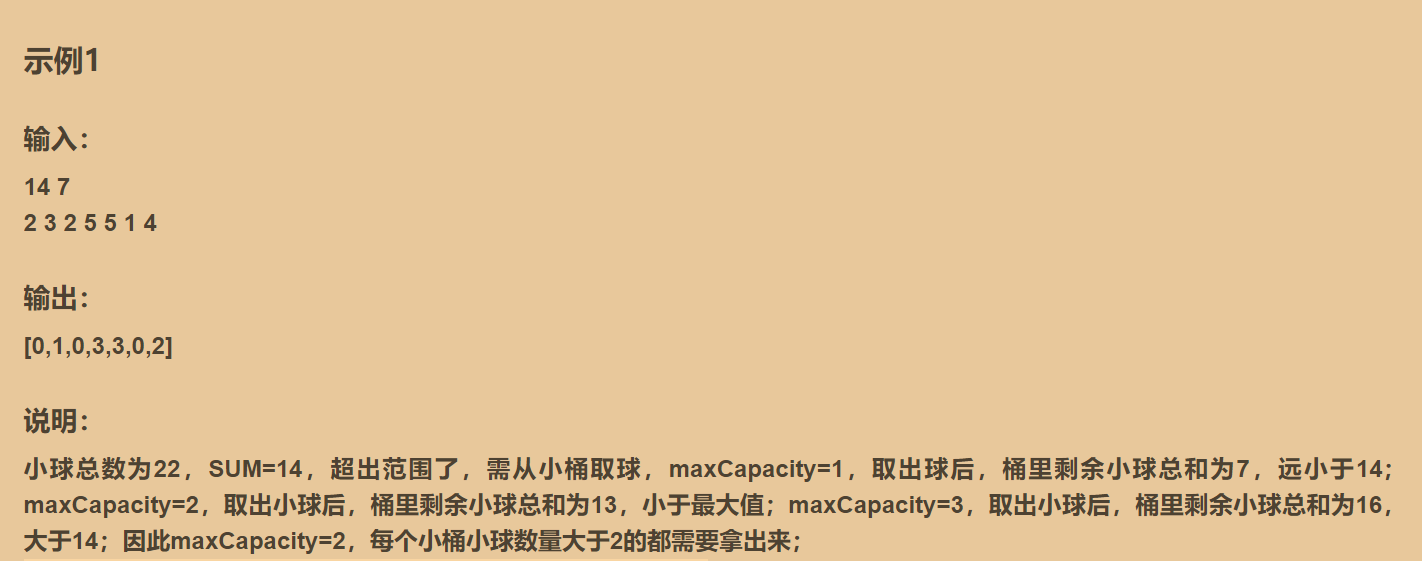 示例1
输入：
14 7
2 3 2 5 5 1 4
输出：
[0,1,0,3,3,0,2]
说明：
小球总数为22，SUM=14，超出范围了，需从小桶取球，maxCapacity=1，取出球后，桶里剩余小球总和为7，远小于14；
maxCapacity=2，取出小球后，桶里剩余小球总和为13，小于最大值；maxCapacity=3，取出小球后，桶里剩余小球总和为16，
大于14；因此maxCapacity=2，每个小桶小球数量大于2的都需要拿出来；